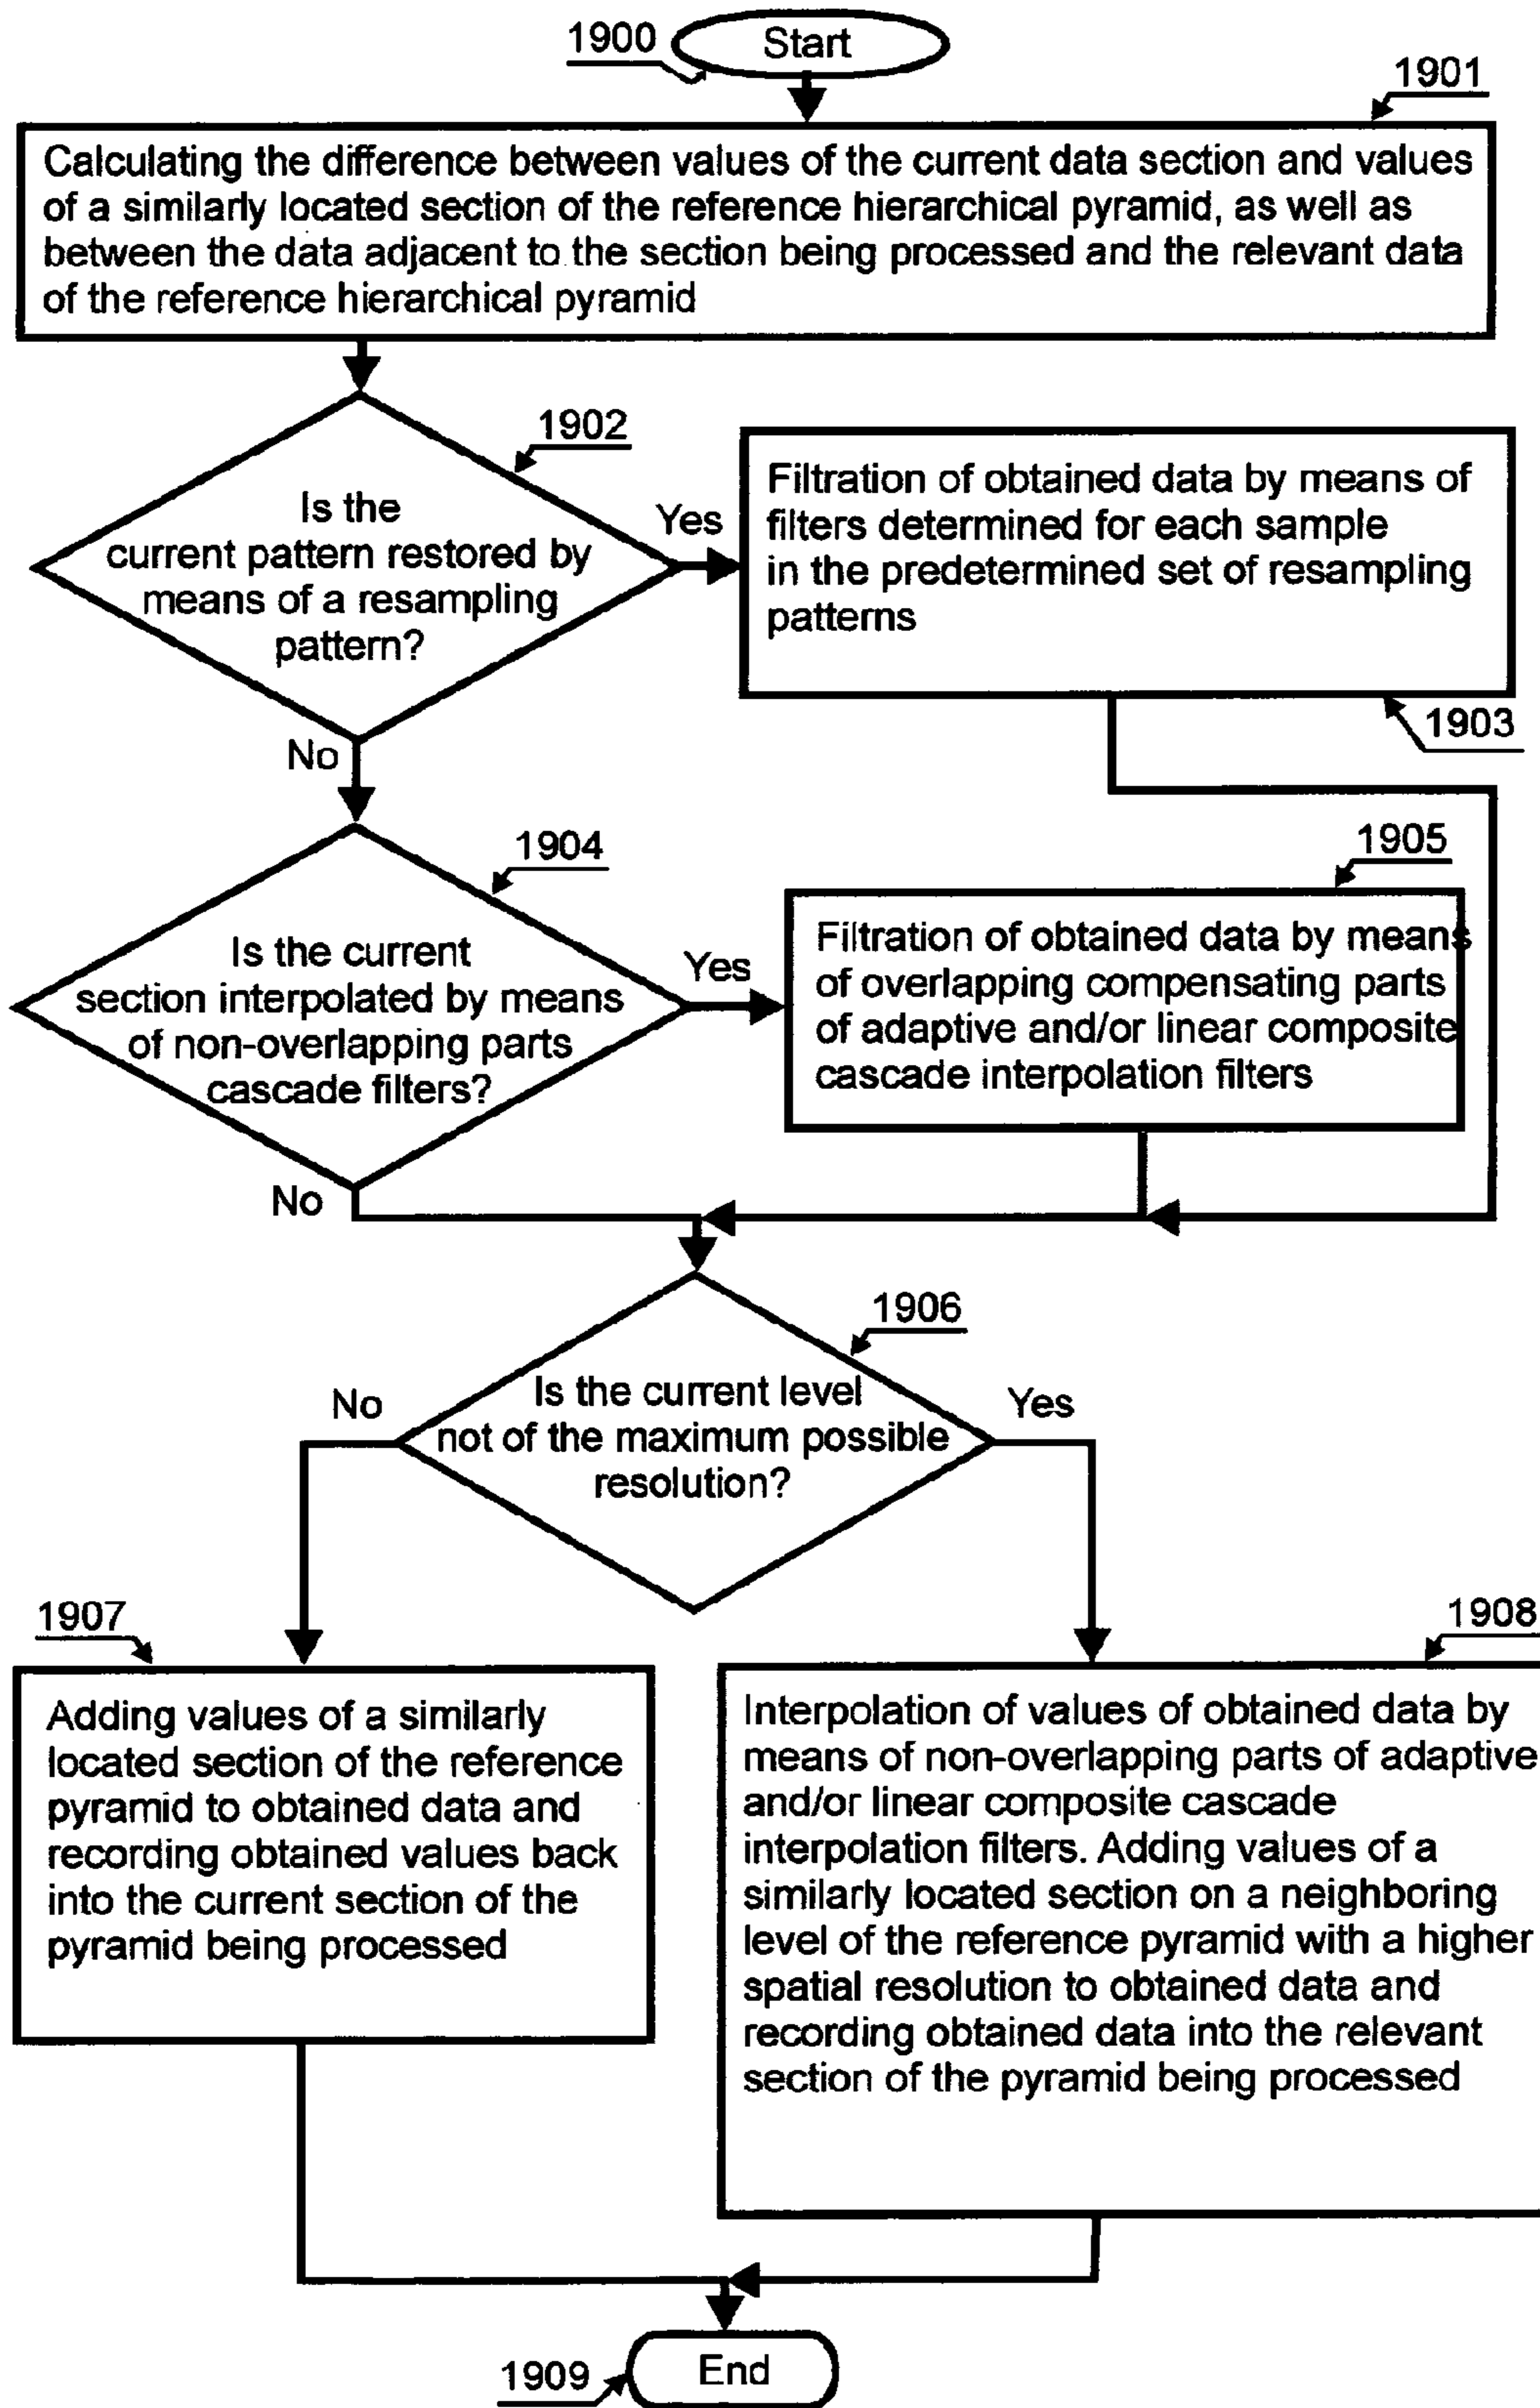 1900
Start
1901
Calculating the difference between values of the current data section and values
of a similarly located section of the reference hierarchical pyramid, as well as
between the data adjacent to the section being processed and the relevant data
of the reference hierarchical pyramid
1902
Is the
current pattern restored by
means of a resampling
pattern?
Yes
Filtration of obtained data by means of
filters determined for each sample
in the predetermined set of resampling
patterns
1903
No
1904
Is the current
section interpolated by means
of non-overlapping parts
cascade filters?
Yes
1905
Filtration of obtained data by means
of overlapping compensating parts
of adaptive and/or linear composite
cascade interpolation filters
No
1906
Is the current level
not of the maximum possible
resolution?
No
Yes
1907
Adding values of a similarly
located section of the reference
pyramid to obtained data and
recording obtained values back
into the current section of the
pyramid being processed
1908
Interpolation of values of obtained data by
means of non-overlapping parts of adaptive
and/or linear composite cascade
interpolation filters. Adding values of a
similarly located section on a neighboring
level of the reference pyramid with a higher
spatial resolution to obtained data and
recording obtained data into the relevant
section of the pyramid being processed
1909
End